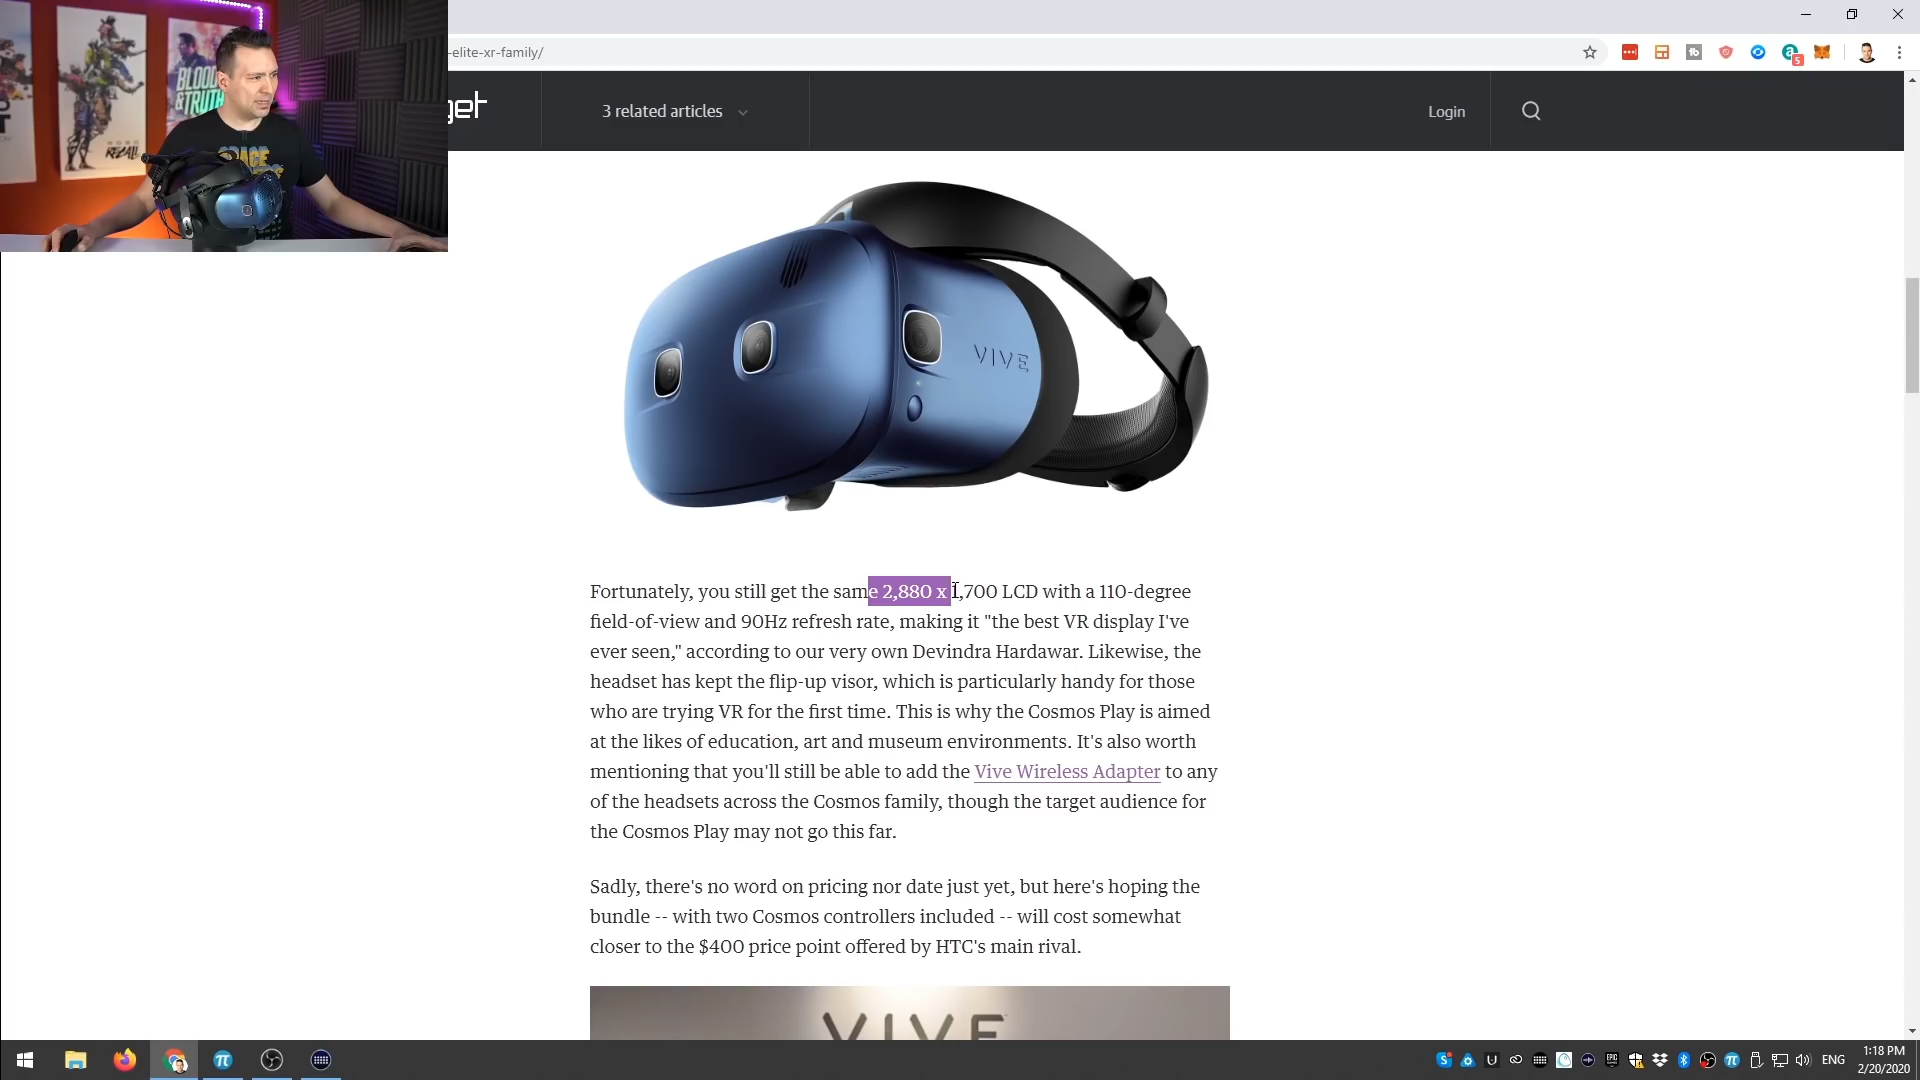 -elite-xr-family/
5
BLOOD
& TRUTH
RECALL
SPACE
get
3 related articles
Login
VIVE
Fortunately, you still get the same 2,880 x 1,700 LCD with a 110-degree
field-of-view and 90Hz refresh rate, making it "the best VR display I've
ever seen," according to our very own Devindra Hardawar. Likewise, the
headset has kept the flip-up visor, which is particularly handy for those
who are trying VR for the first time. This is why the Cosmos Play is aimed
at the likes of education, art and museum environments. It's also worth
mentioning that you'll still be able to add the Vive Wireless Adapter to any
of the headsets across the Cosmos family, though the target audience for
the Cosmos Play may not go this far.
Sadly, there's no word on pricing nor date just yet, but here's hoping the
bundle -- with two Cosmos controllers included -- will cost somewhat
closer to the $400 price point offered by HTC's main rival.
VIVE
ENG
1:18 PM
2/20/2020